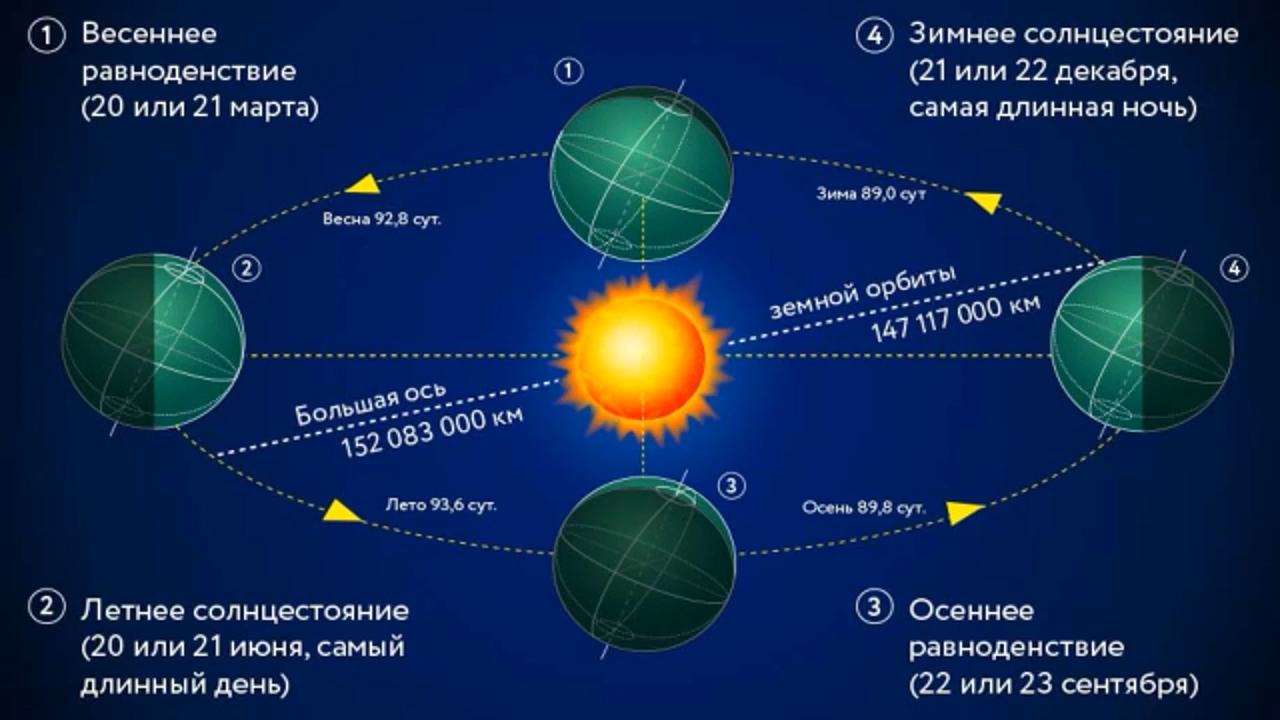 1 Весеннее
равноденствие
(20 или 21 марта)
4 Зимнее солнцестояние
(21 или 22 декабря,
самая длинная ночь)
1
Весна 92,8 сут.
Зима 89,0 сут
2
4
земной орбиты
147 117 000 км
Большая ось
152 083 000 км
3
Лето 93,6 сут.
Осень 89,8 сут.
2 Летнее солнцестояние
(20 или 21 июня, самый
длинный день)
3 Осеннее
равноденствие
(22 или 23 сентября)